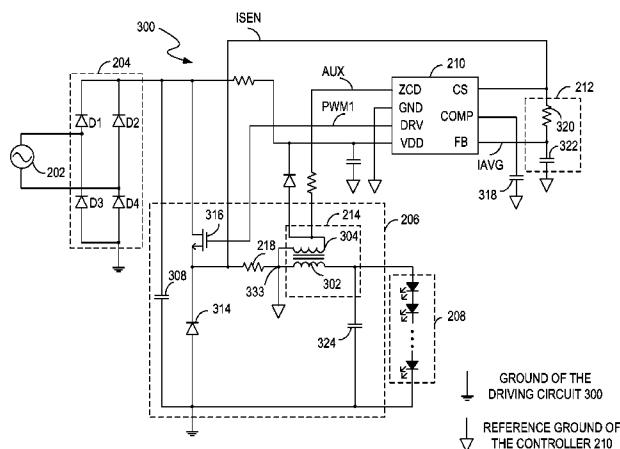 300
ISEN
204
D1
D2
D3
D4
202
AUX
PWM1
210
ZCD
GND
DRV
VDD
CS
COMP
FB
212
320
322
IAVG
318
206
316
214
304
218
333
302
308
314
324
208
GROUND OF THE
DRIVING CIRCUIT 300
REFERENCE GROUND OF
THE CONTROLLER 210